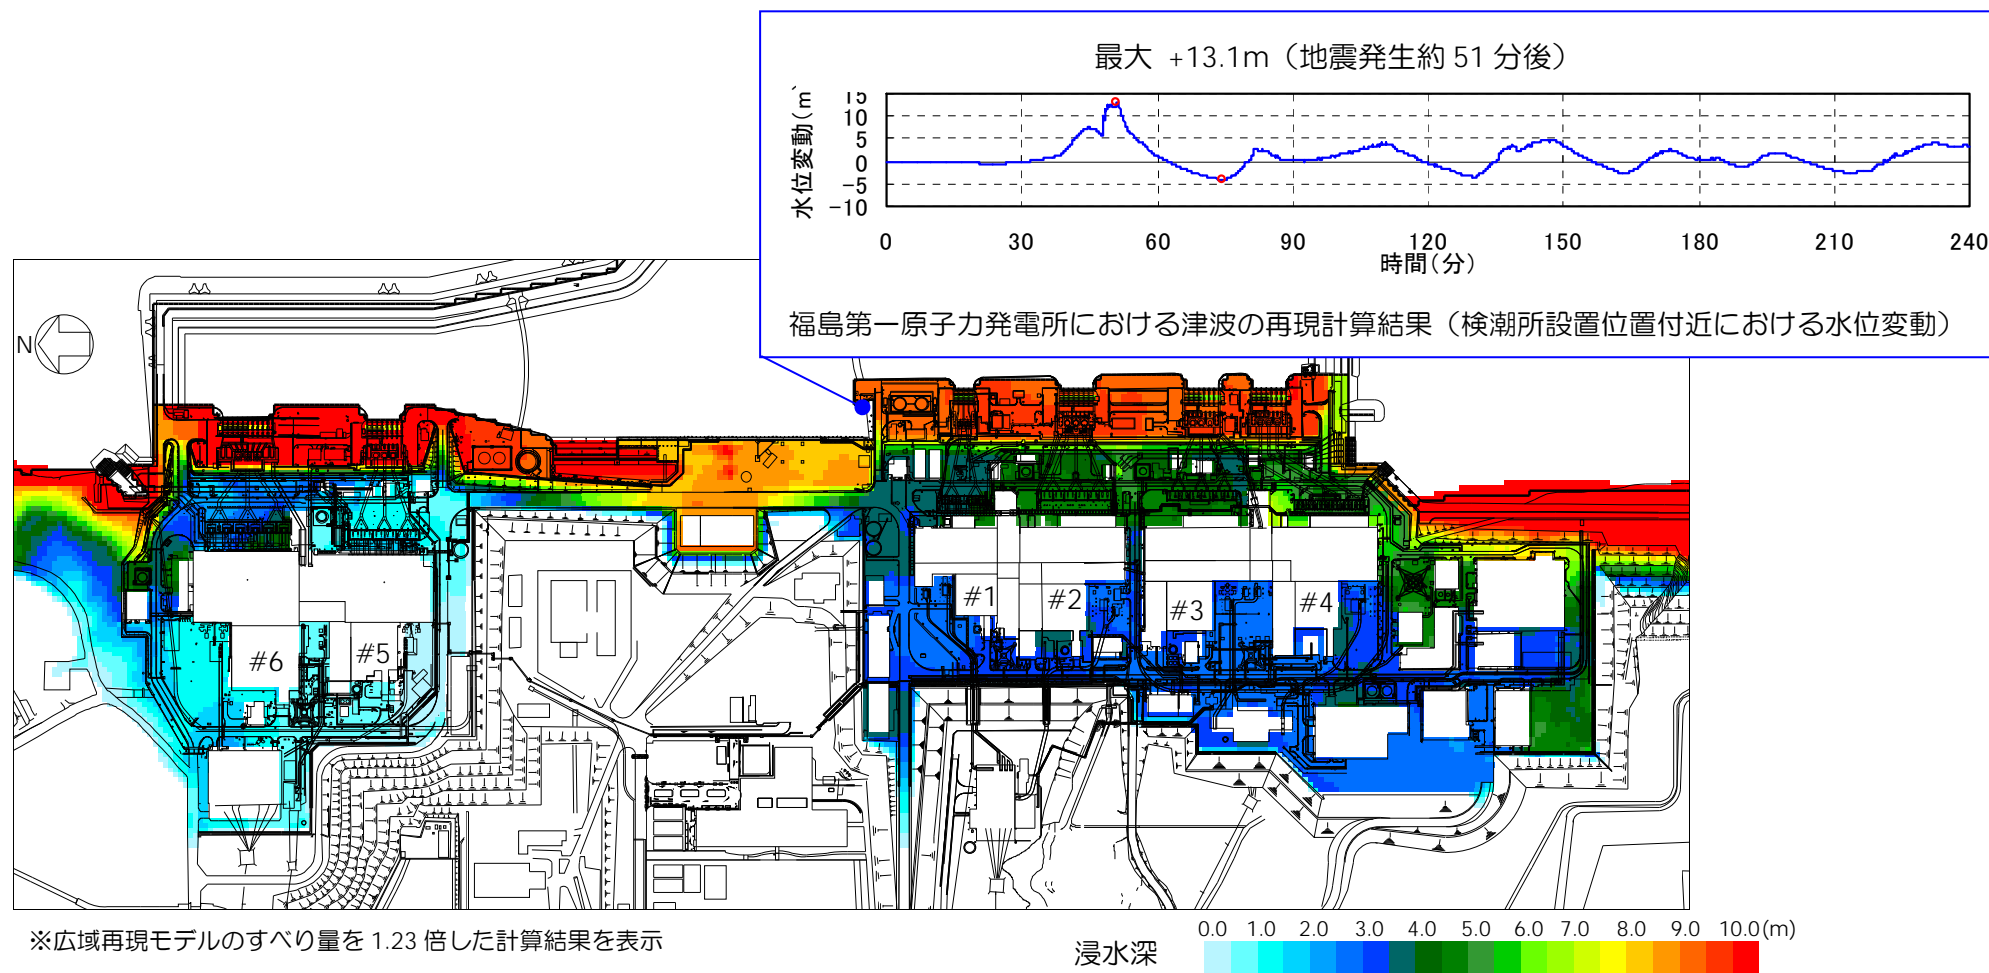 最大 +13.1m（地震発生約 51 分後）
水位変動(m)
15
10
5
0
-5
-10
0 30 60 90 120 150 180 210 240
時間(分)
福島第一原子力発電所における津波の再現計算結果（検潮所設置位置付近における水位変動）
N
#1 #2 #3 #4
#6 #5
※広域再現モデルのすべり量を 1.23 倍した計算結果を表示
浸水深 0.0 1.0 2.0 3.0 4.0 5.0 6.0 7.0 8.0 9.0 10.0(m)